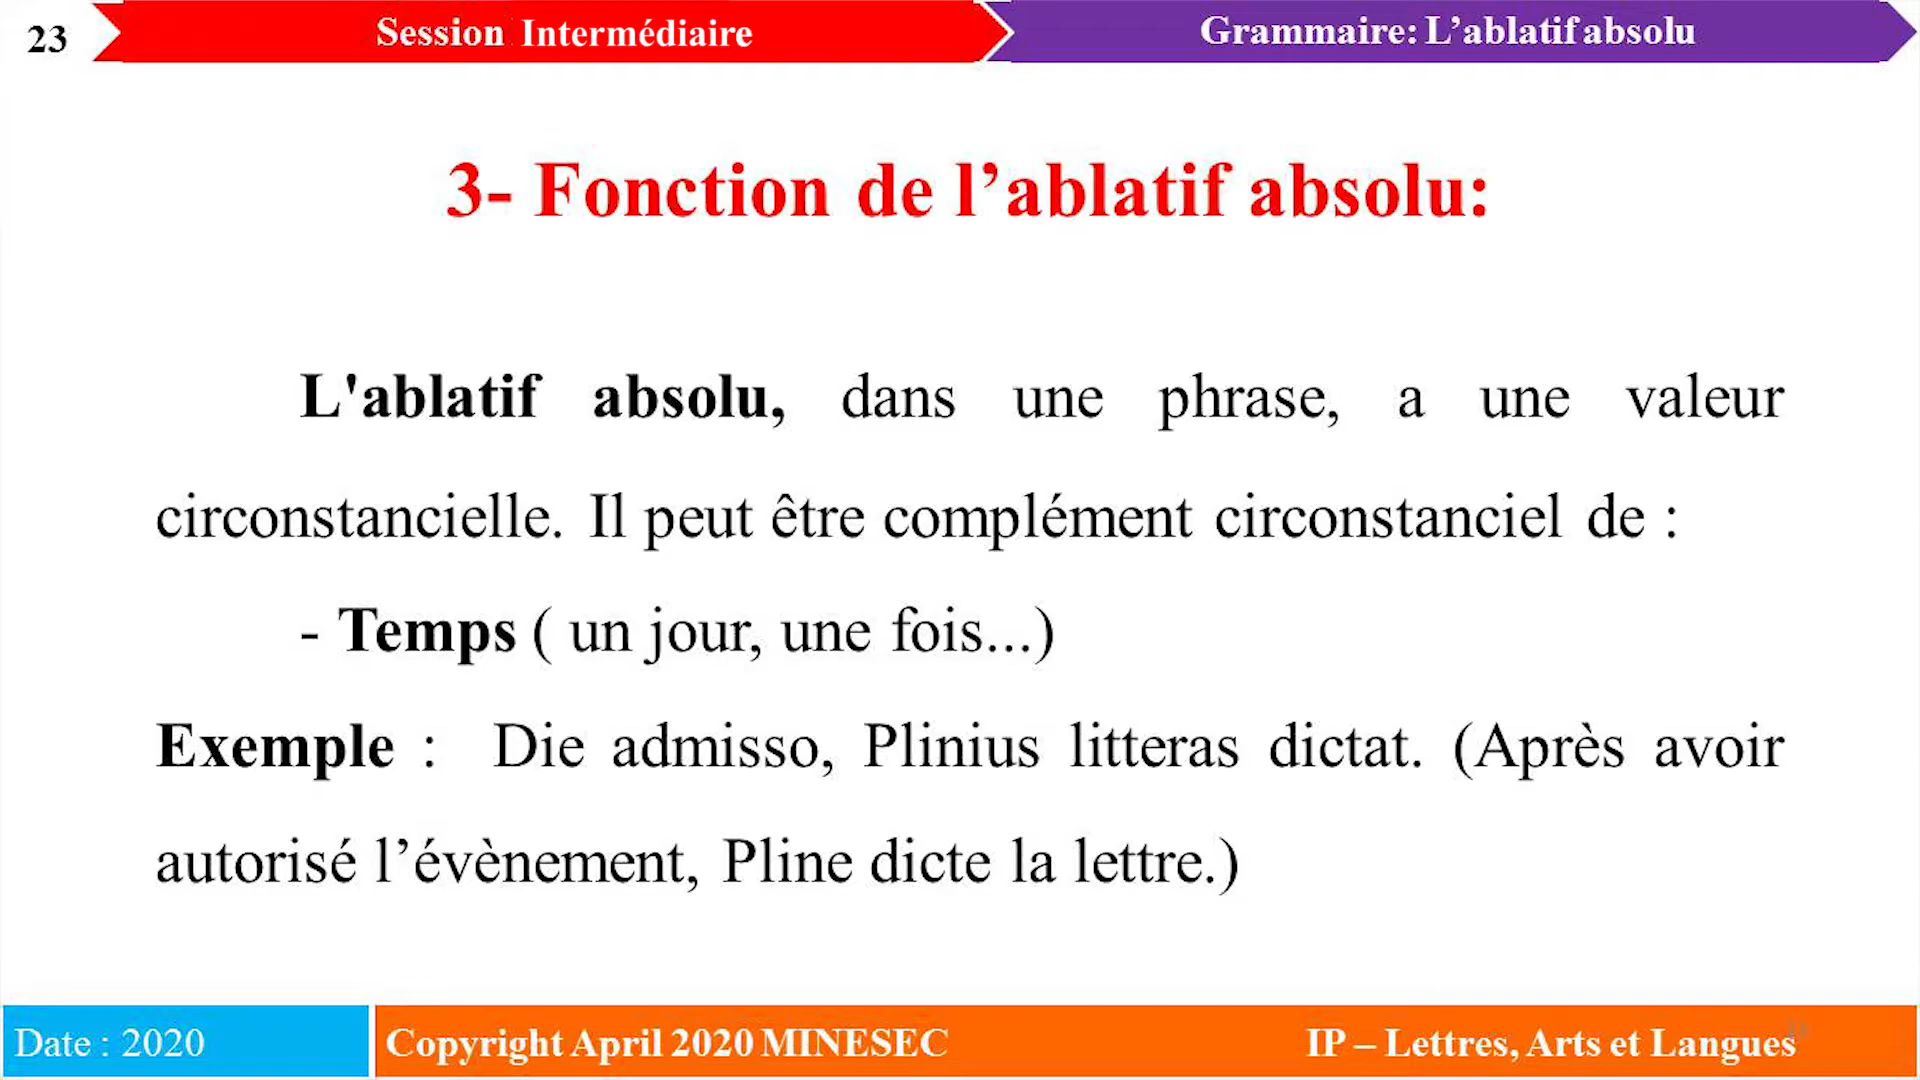 23
Session Intermédiaire
Grammaire: L’ablatif absolu
3- Fonction de l’ablatif absolu:
L'ablatif absolu, dans une phrase, a une valeur
circonstancielle. Il peut être complément circonstanciel de :
- Temps ( un jour, une fois...)
Exemple : Die admisso, Plinius litteras dictat. (Après avoir
autorisé l’évènement, Pline dicte la lettre.)
Date : 2020
Copyright April 2020 MINESEC
IP – Lettres, Arts et Langues